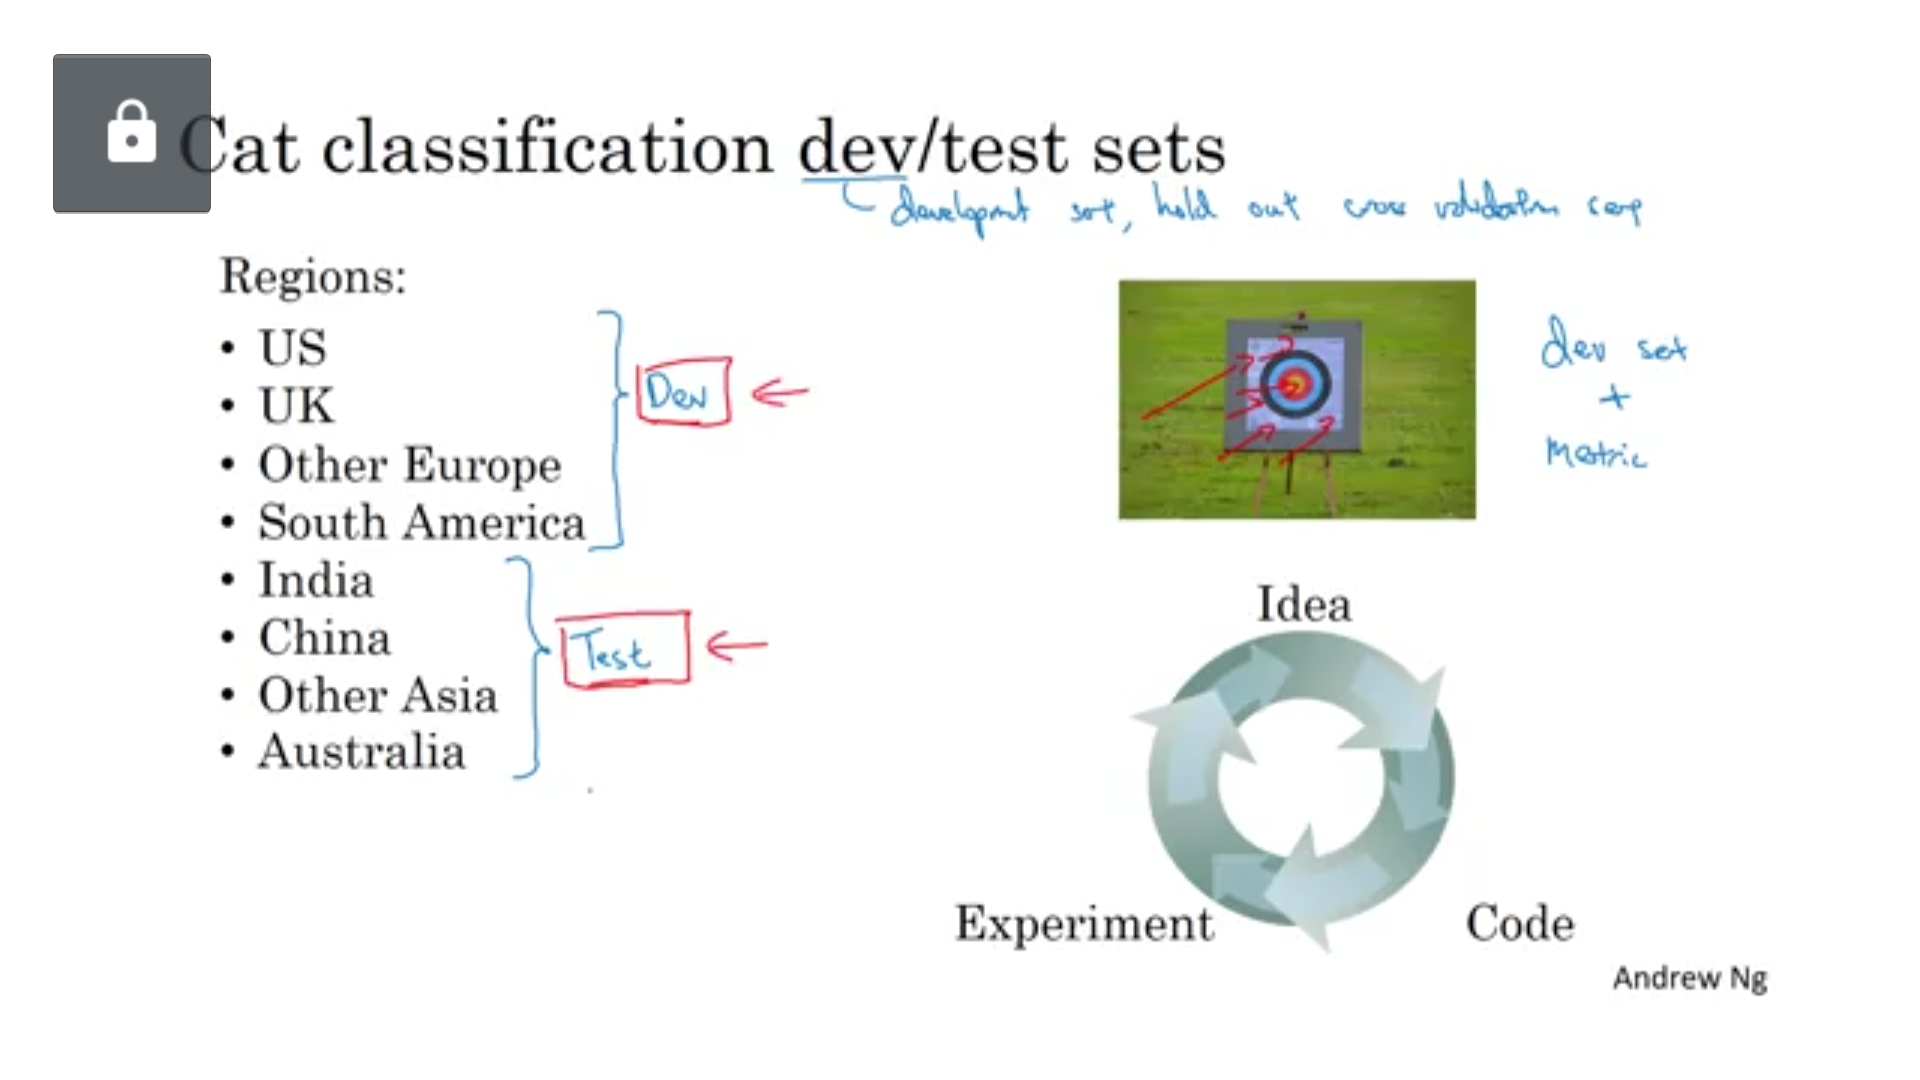 Cat classification dev/test sets
development set, hold out cross validation
Regions:
• US
• UK
• Other Europe
• South America
Dev
• India
• China
• Other Asia
• Australia
Test
dev set
+
metric
Idea
Code
Experiment
Andrew Ng